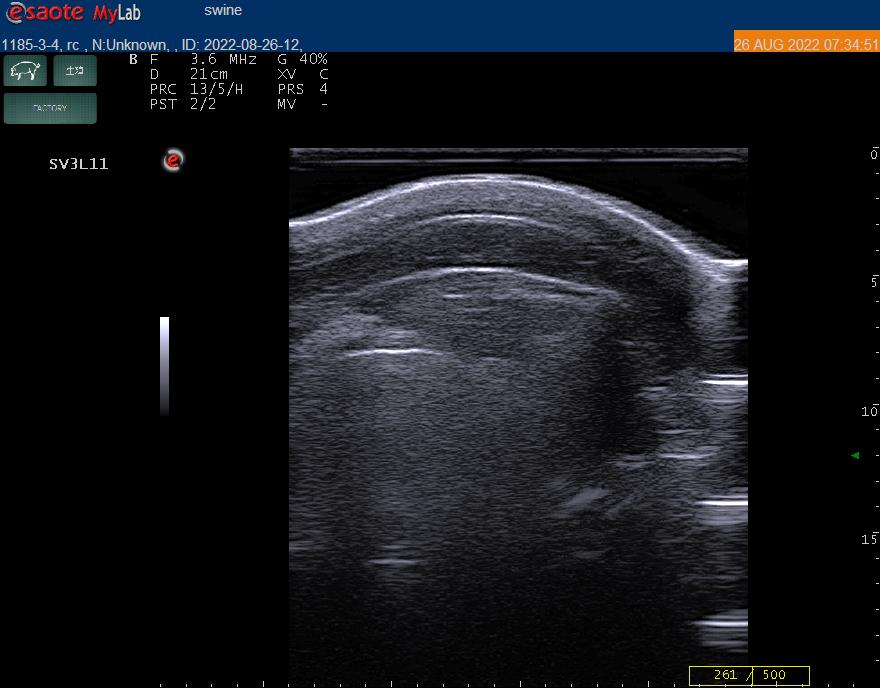 esaote MyLab
swine
1185-3-4, rc , N:Unknown, , ID: 2022-08-26-12,
26 AUG 2022 07:34:51
B F 3.6 MHz G 40%
D 21cm XV C
PRC 13/5/H PRS 4
PST 2/2 MV -
土猪
FACTORY
SV3L11
e
0
5
10
15
261 / 500